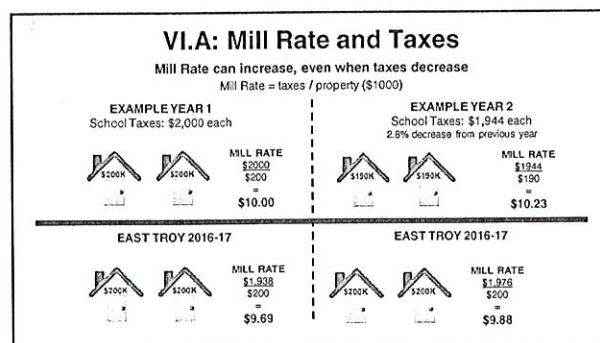 VI.A: Mill Rate and Taxes
Mill Rate can increase, even when taxes decrease
Mill Rate = taxes / property ($1000)
EXAMPLE YEAR 1
School Taxes: $2,000 each
$200K
$200K
MILL RATE
$2000
$200
=
$10.00
EXAMPLE YEAR 2
School Taxes: $1,944 each
2.8% decrease from previous year
$190K
$190K
MILL RATE
$1944
$190
=
$10.23
EAST TROY 2016-17
$200K
$200K
MILL RATE
$1,938
$200
=
$9.69
EAST TROY 2016-17
$200K
$200K
MILL RATE
$1,976
$200
=
$9.88